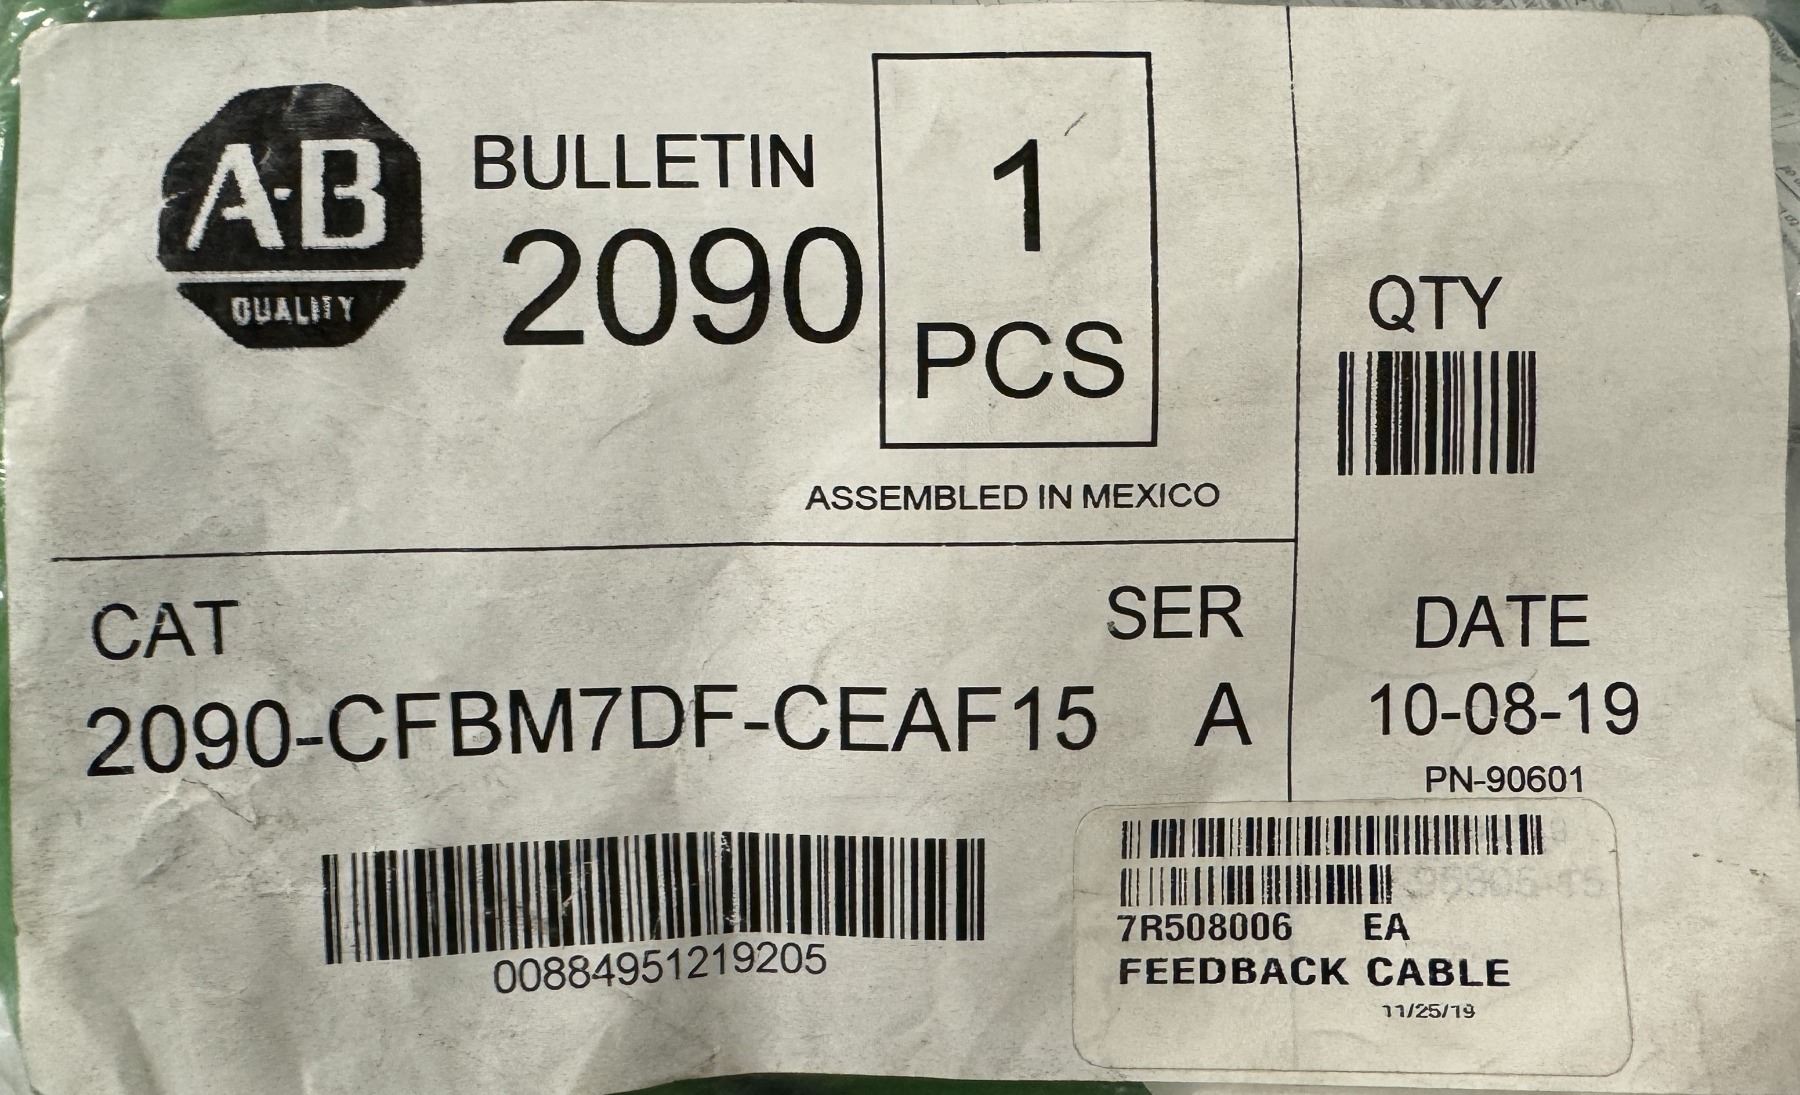 A-B
QUALITY
BULLETIN
2090
1
PCS
ASSEMBLED IN MEXICO
QTY
CAT
SER
2090-CFBM7DF-CEAF15
A
DATE
10-08-19
PN-90601
00884951219205
7R508006 EA
FEEDBACK CABLE
11/25/19